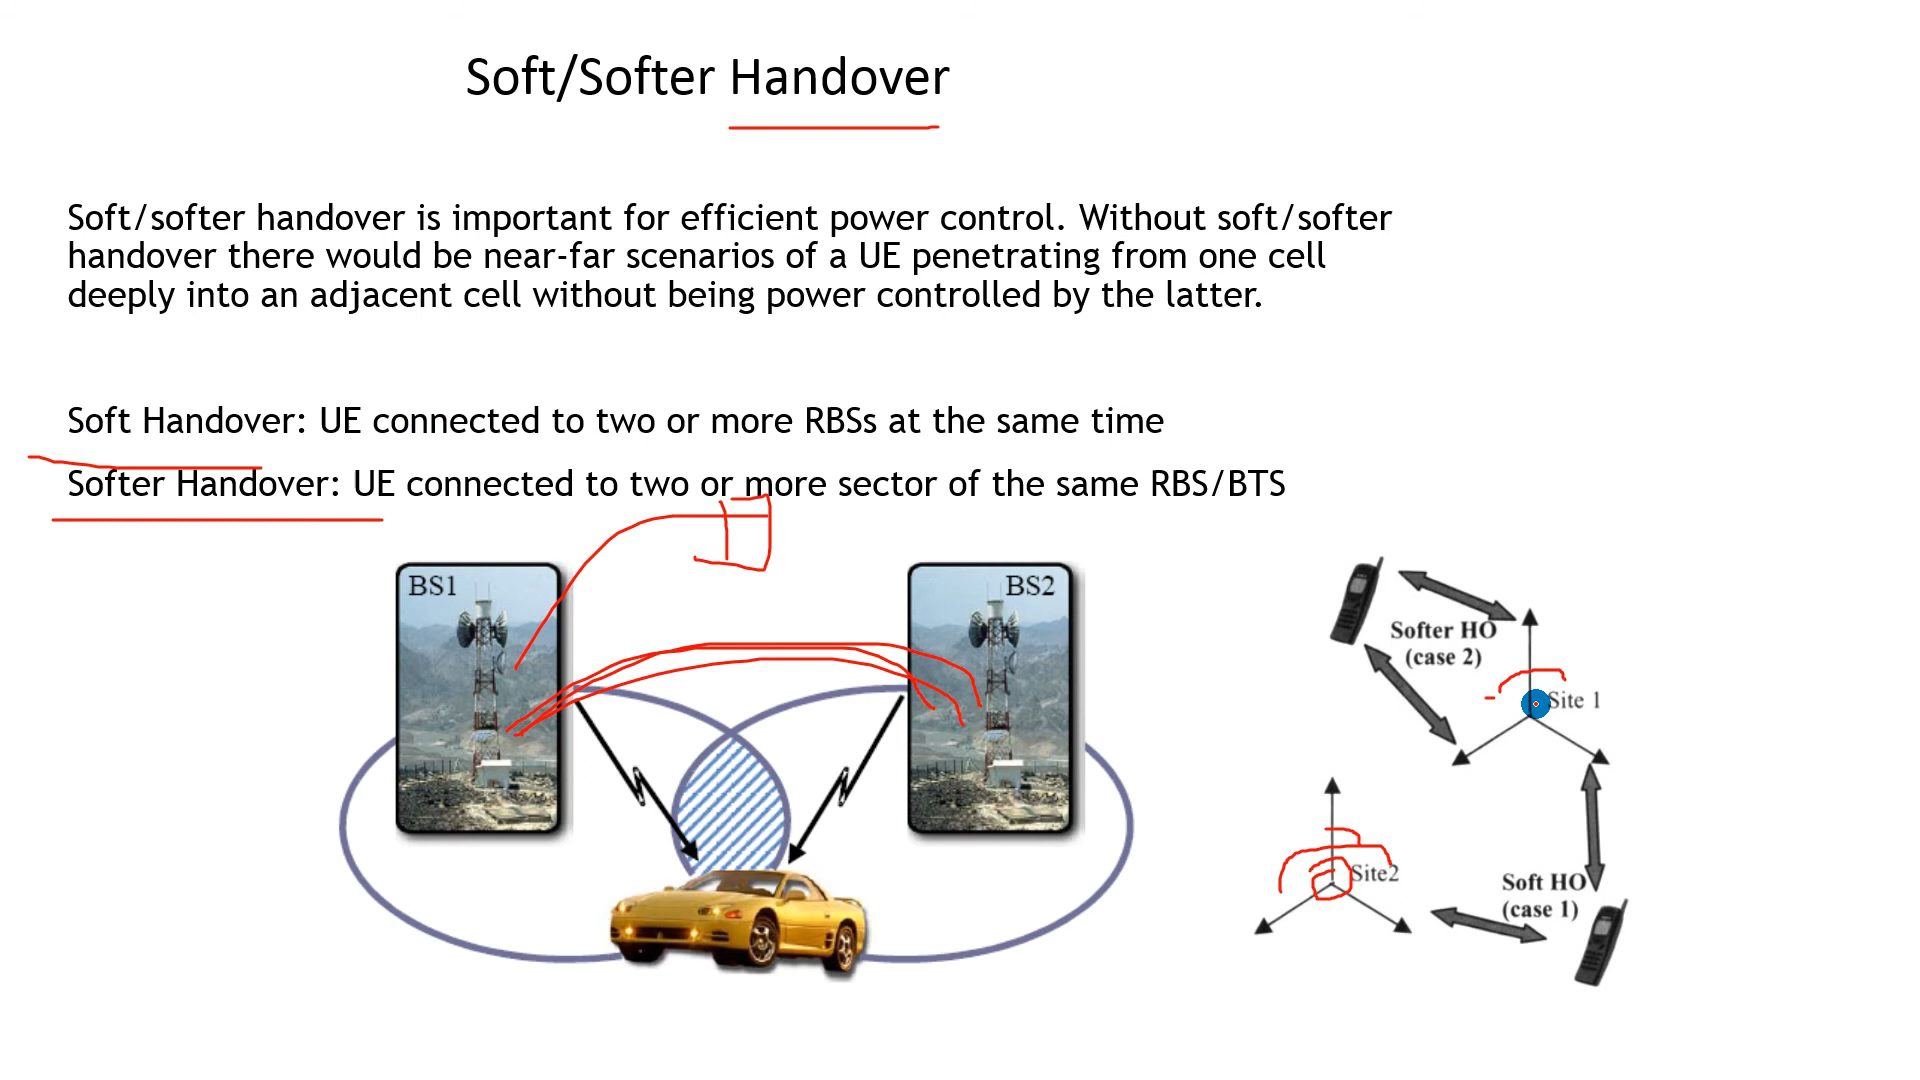 Soft/Softer Handover
Soft/softer handover is important for efficient power control. Without soft/softer
handover there would be near-far scenarios of a UE penetrating from one cell
deeply into an adjacent cell without being power controlled by the latter.
Soft Handover: UE connected to two or more RBSs at the same time
Softer Handover: UE connected to two or more sector of the same RBS/BTS
BS1
BS2
Softer HO
(case 2)
Site 1
Site2
Soft HO
(case 1)